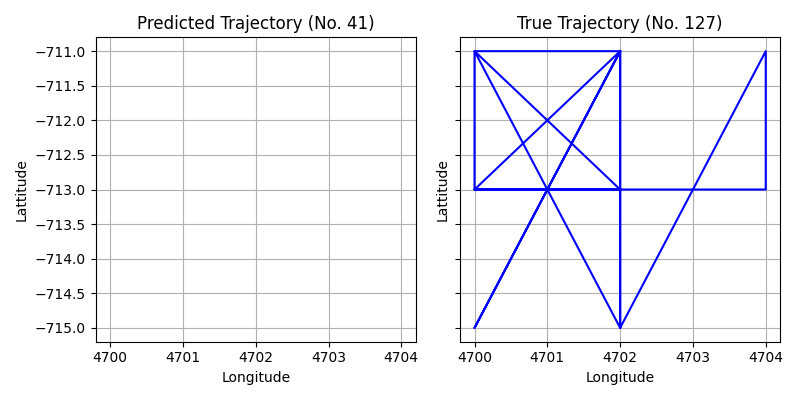 Predicted Trajectory (No. 41)
True Trajectory (No. 127)
Lattitude
−711.0
−711.5
−712.0
−712.5
−713.0
−713.5
−714.0
−714.5
−715.0
4700 4701 4702 4703 4704
Longitude
Lattitude
4700 4701 4702 4703 4704
Longitude